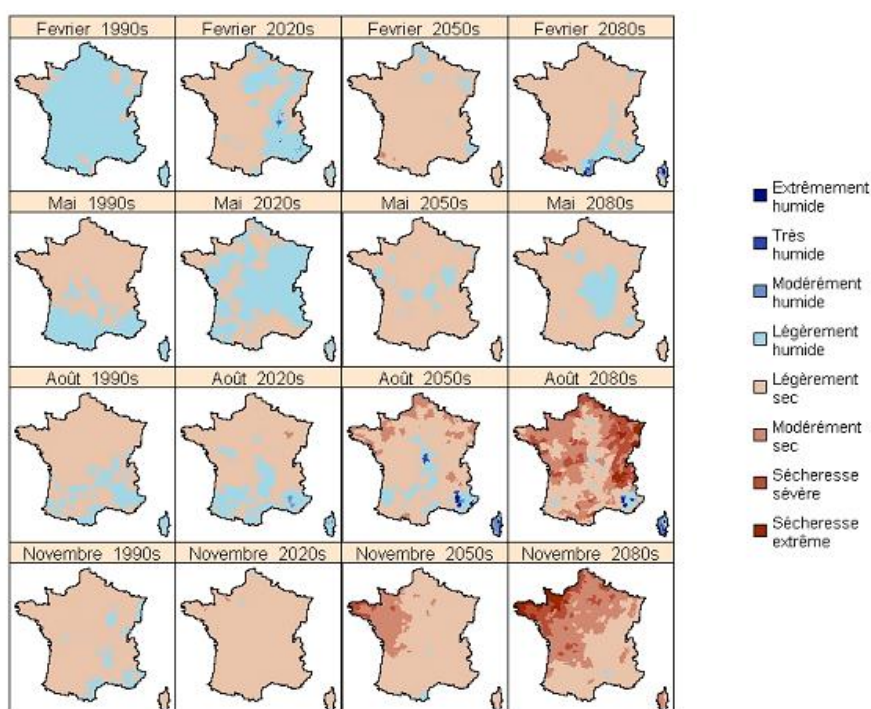 Fevrier 1990s
Fevrier 2020s
Fevrier 2050s
Fevrier 2080s
Mai 1990s
Mai 2020s
Mai 2050s
Mai 2080s
Août 1990s
Août 2020s
Août 2050s
Août 2080s
Novembre 1990s
Novembre 2020s
Novembre 2050s
Novembre 2080s
Extrêmement
humide
Très
humide
Modérément
humide
Légèrement
humide
Légèrement
sec
Modérément
sec
Sécheresse
sévère
Sécheresse
extrême